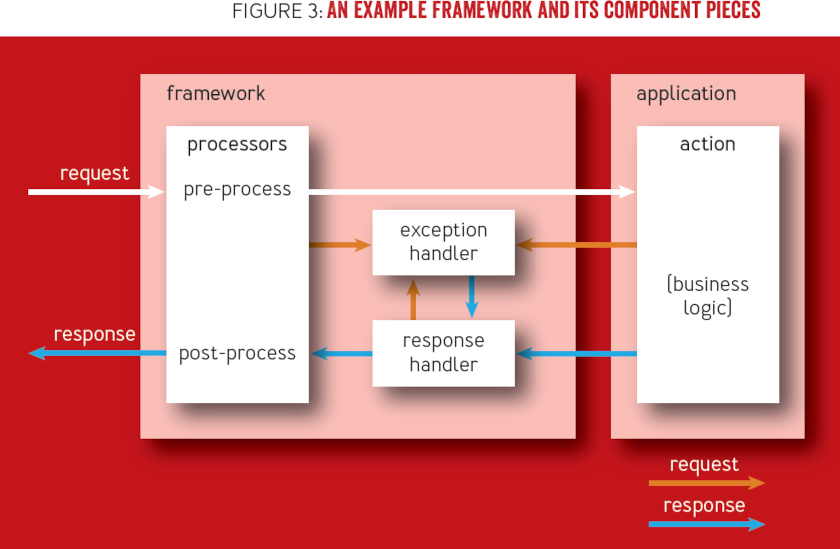 FIGURE 3: AN EXAMPLE FRAMEWORK AND ITS COMPONENT PIECES
framework
application
processors
action
request
pre-process
exception
handler
(business
logic)
response
post-process
response
handler
request
response